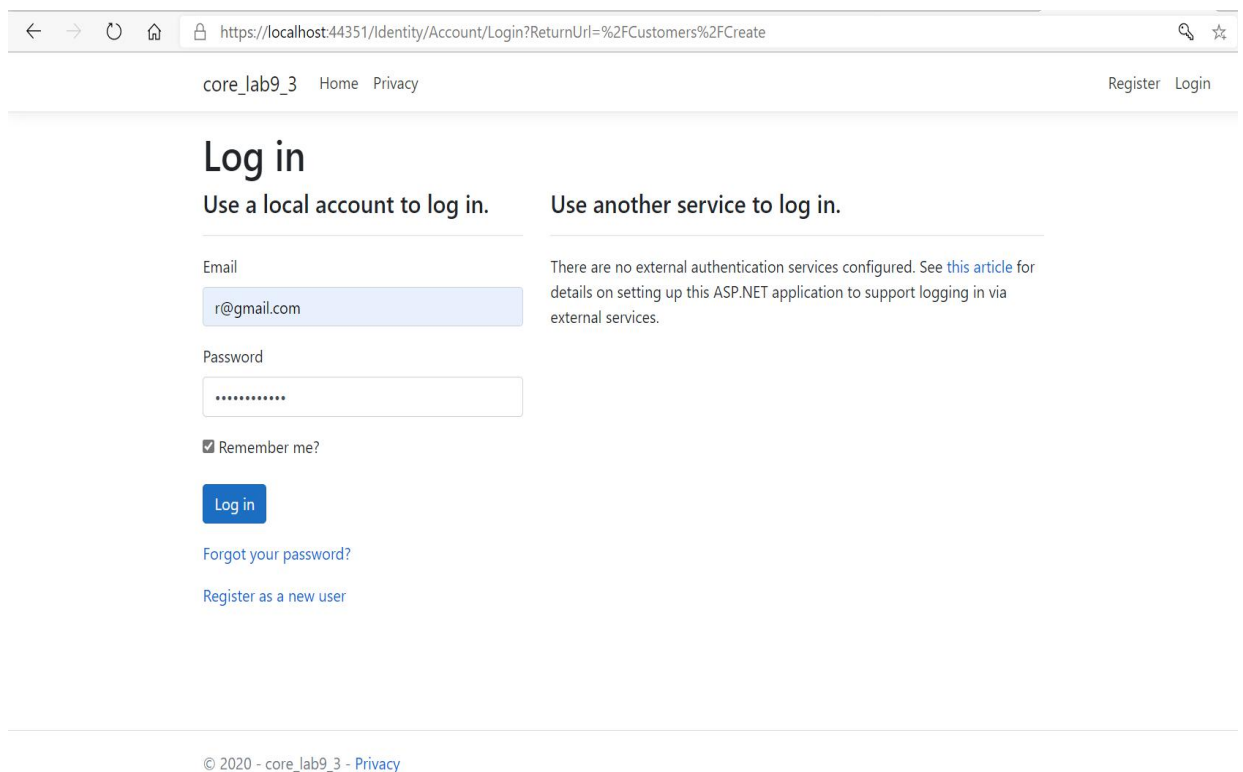 https://localhost:44351/Identity/Account/Login?ReturnUrl=%2FCustomers%2FCreate
core_lab9_3 Home Privacy Register Login
Log in
Use a local account to log in.
Email
r@gmail.com
Password
••••••••••••
Remember me?
Log in
Forgot your password?
Register as a new user
Use another service to log in.
There are no external authentication services configured. See this article for
details on setting up this ASP.NET application to support logging in via
external services.
© 2020 - core_lab9_3 - Privacy